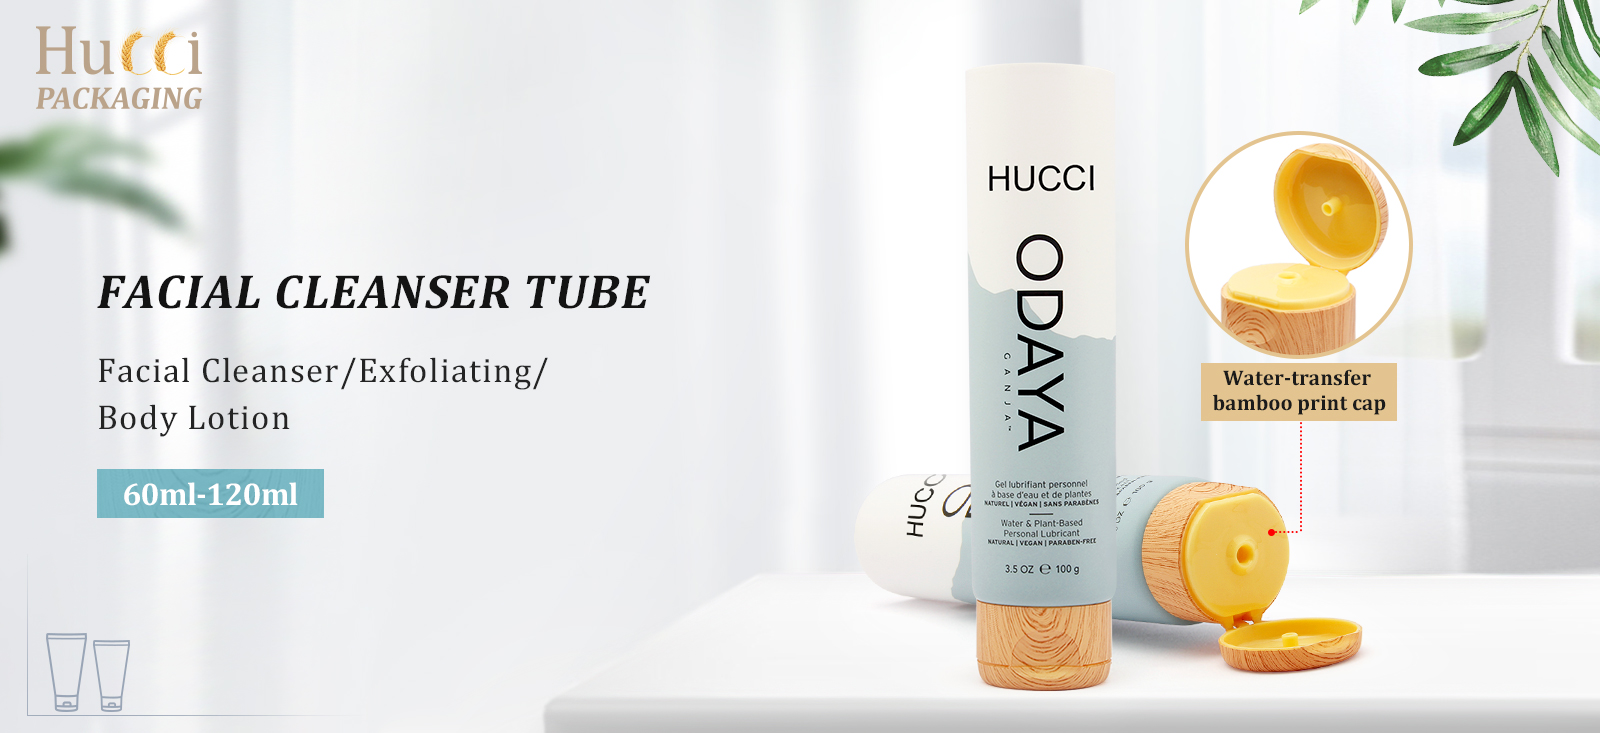 Hucci
PACKAGING
FACIAL CLEANSER TUBE
Facial Cleanser/Exfoliating/
Body Lotion
60ml-120ml
HUCCI
ODAYA
GANJA™
Gel lubrifiant personnel
à base d'eau et de plantes
NATUREL | VÉGAN | SANS PARABÈNES
Water & Plant-Based
Personal Lubricant
NATURAL | VEGAN | PARABEN-FREE
3.5 OZ ℮ 100 g
HUCC
Water-transfer
bamboo print cap